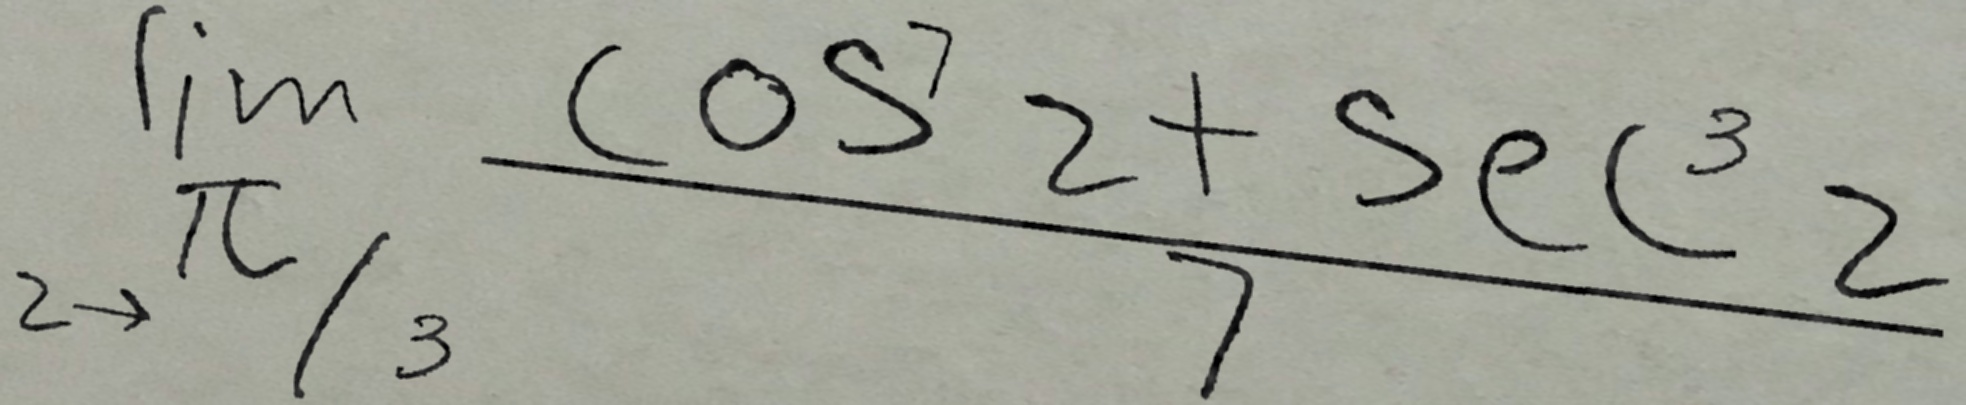 lim z→π/3 (cos⁷ z + sec³ z)/7